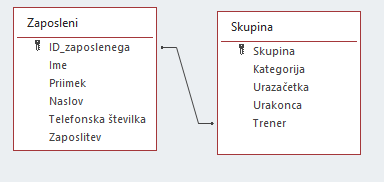 Zaposleni
ID_zaposlenega
Ime
Priimek
Naslov
Telefonska številka
Zaposlitev
Skupina
Skupina
Kategorija
Urazačetka
Urakonca
Trener